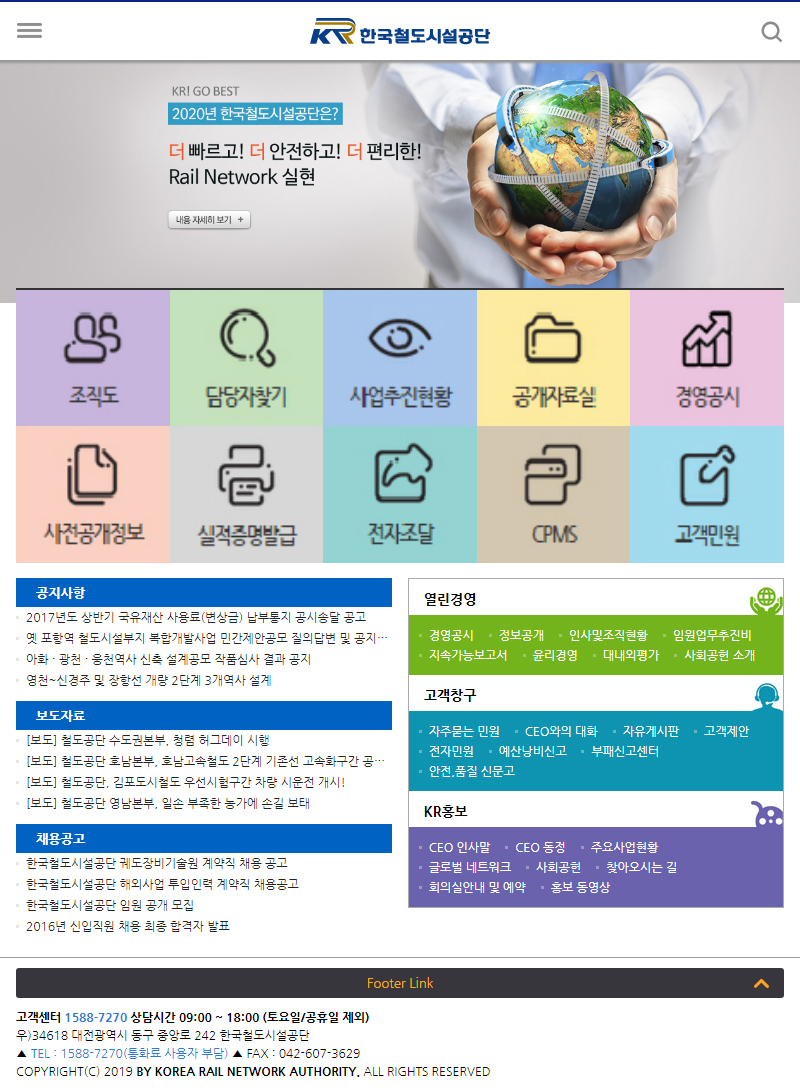 KR 한국철도시설공단
KR! GO BEST
2020년 한국철도시설공단은?
더 빠르고! 더 안전하고! 더 편리한!
Rail Network 실현
내용 자세히 보기 +
조직도
담당자찾기
사업추진현황
공개자료실
경영공시
사전공개정보
실적증명발급
전자조달
CPMS
고객민원
공지사항
2017년도 상반기 국유재산 사용료(변상금) 납부통지 공시송달 공고
옛 포항역 철도시설부지 복합개발사업 민간제안공모 질의답변 및 공지…
아화 · 광천 · 웅천역사 신축 설계공모 작품심사 결과 공지
영천~신경주 및 장항선 개량 2단계 3개역사 설계
보도자료
[보도] 철도공단 수도권본부, 청렴 허그데이 시행
[보도] 철도공단 호남본부, 호남고속철도 2단계 기존선 고속화구간 공…
[보도] 철도공단, 김포도시철도 우선시험구간 차량 시운전 개시!
[보도] 철도공단 영남본부, 일손 부족한 농가에 손길 보태
채용공고
한국철도시설공단 궤도장비기술원 계약직 채용 공고
한국철도시설공단 해외사업 투입인력 계약직 채용공고
한국철도시설공단 임원 공개 모집
2016년 신입직원 채용 최종 합격자 발표
열린경영
경영공시 정보공개 인사및조직현황 임원업무추진비
지속가능보고서 윤리경영 대내외평가 사회공헌 소개
고객창구
자주묻는 민원 CEO와의 대화 자유게시판 고객제안
전자민원 예산낭비신고 부패신고센터
안전,품질 신문고
KR홍보
CEO 인사말 CEO 동정 주요사업현황
글로벌 네트워크 사회공헌 찾아오시는 길
회의실안내 및 예약 홍보 동영상
Footer Link
고객센터 1588-7270 상담시간 09:00 ~ 18:00 (토요일/공휴일 제외)
우)34618 대전광역시 동구 중앙로 242 한국철도시설공단
▲ TEL : 1588-7270(통화료 사용자 부담) ▲ FAX : 042-607-3629
COPYRIGHT(C) 2019 BY KOREA RAIL NETWORK AUTHORITY. ALL RIGHTS RESERVED